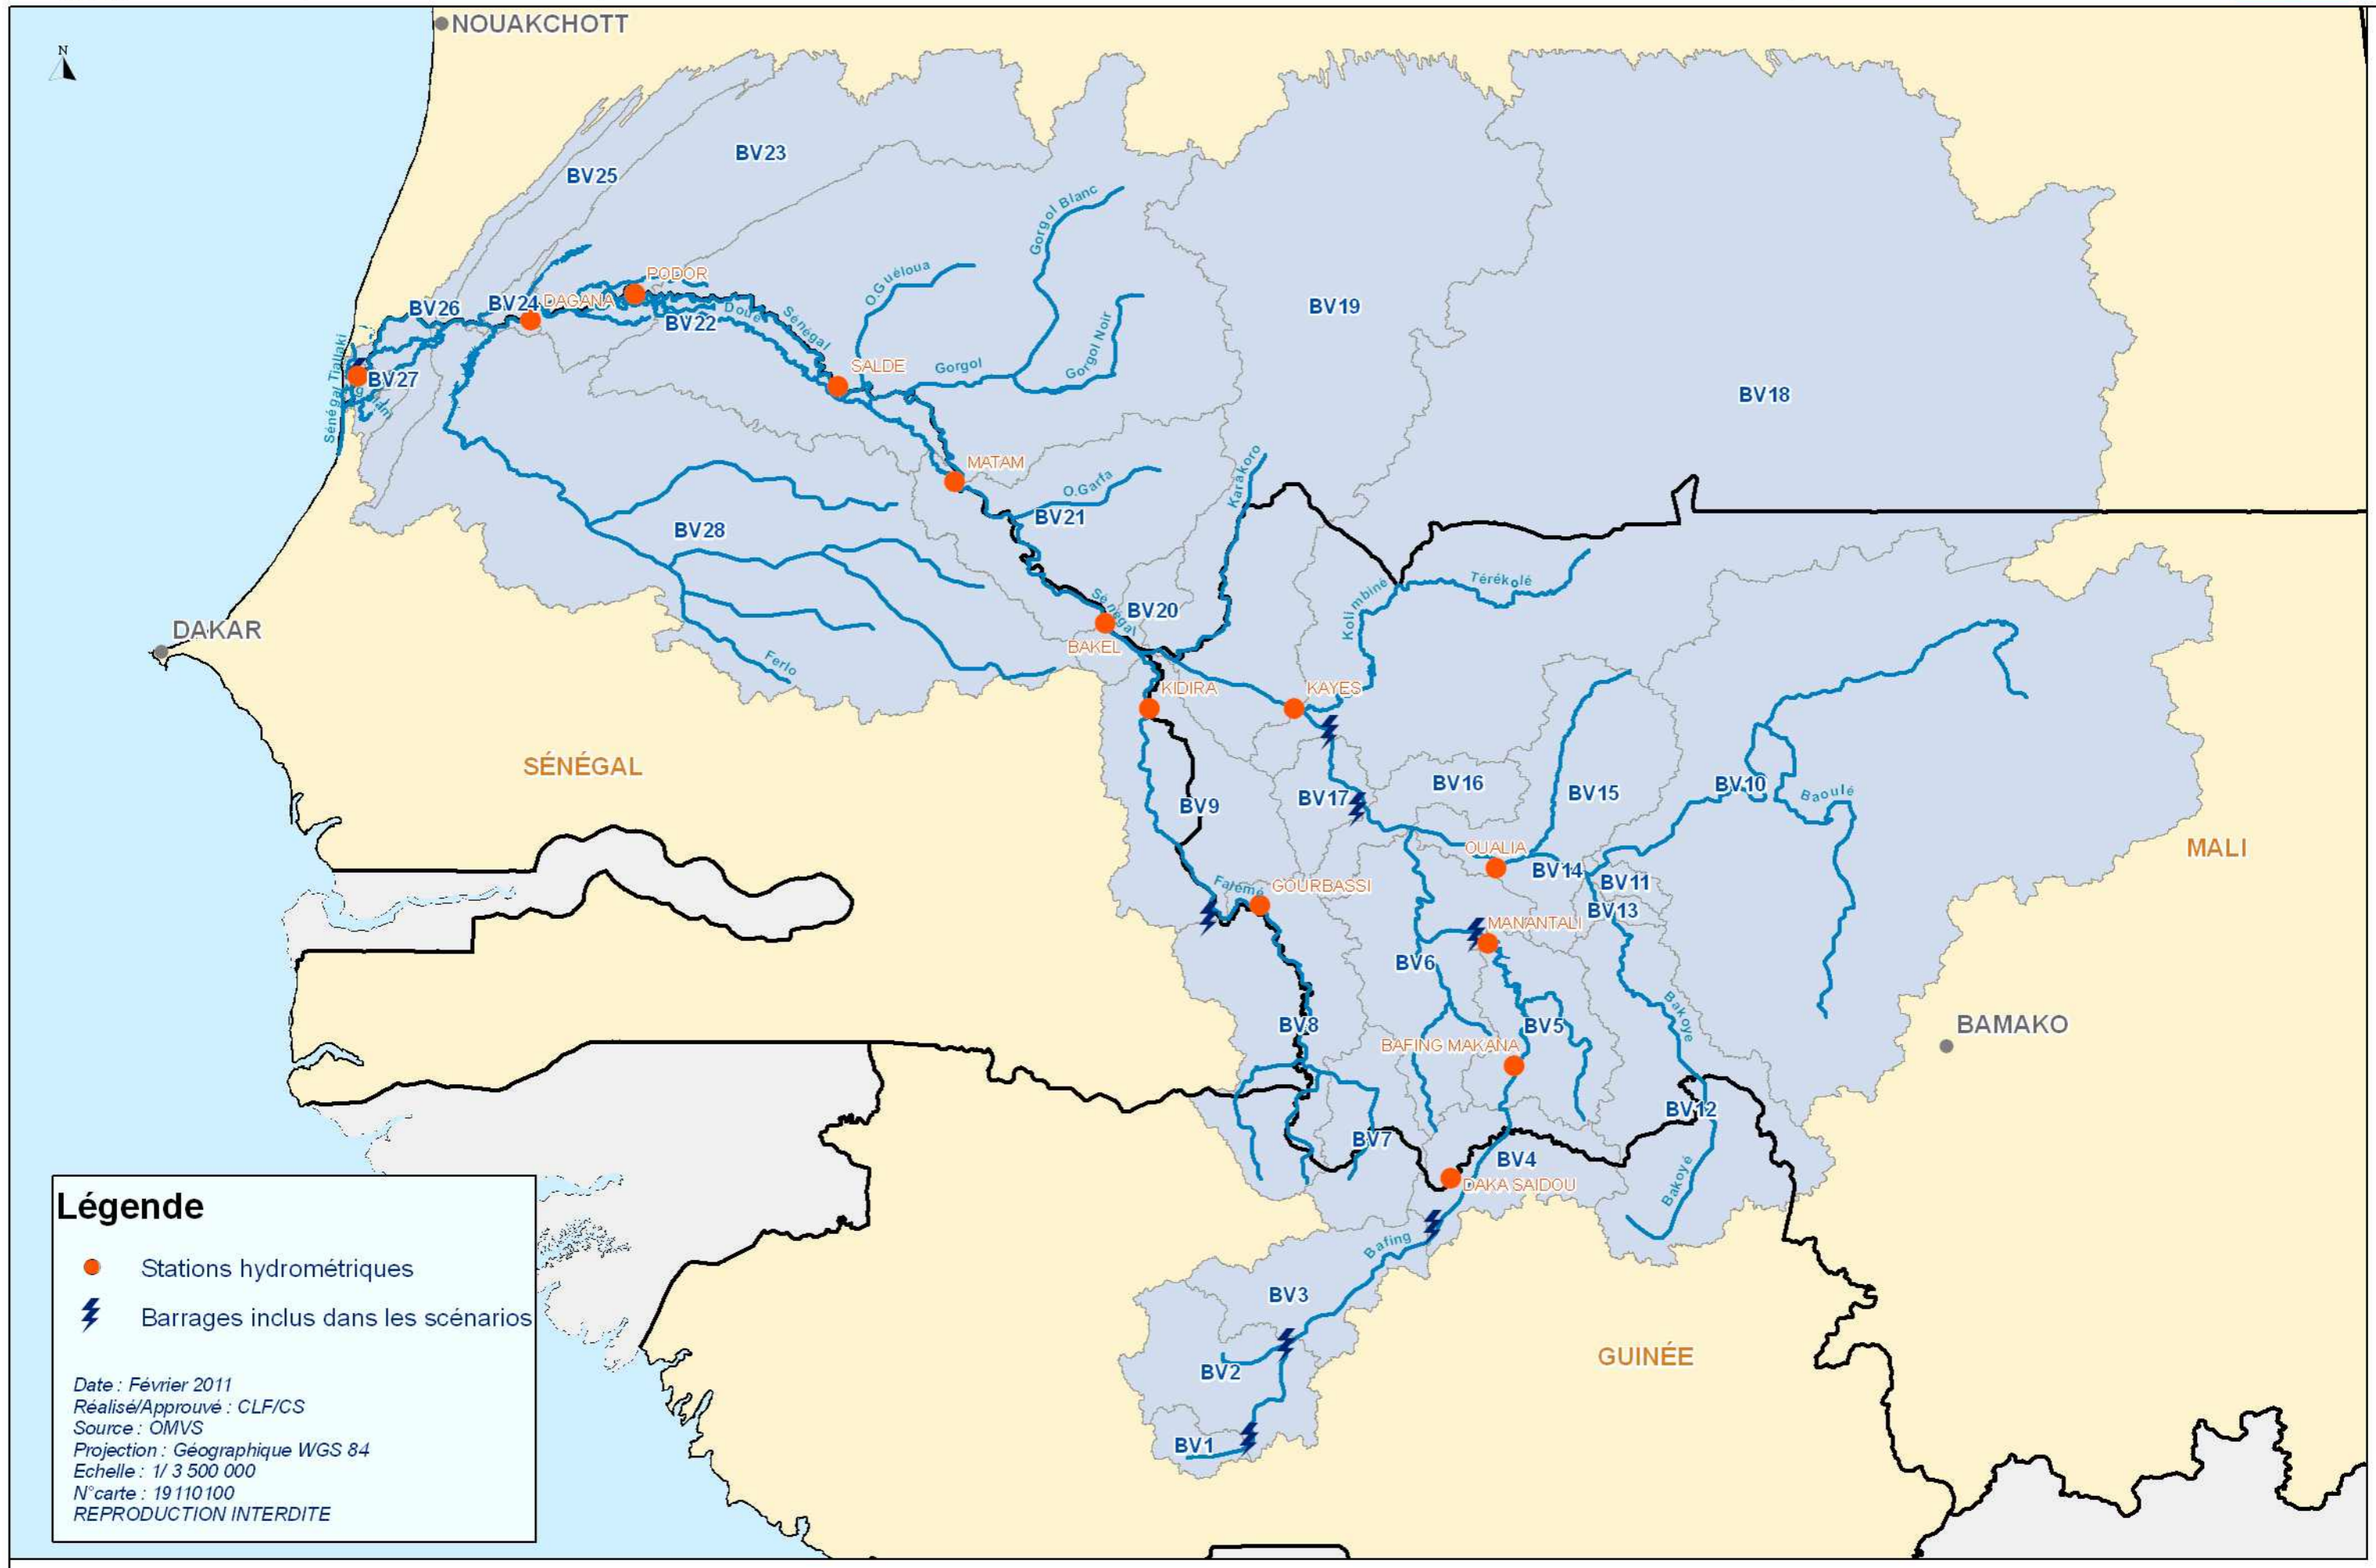 NOUAKCHOTT
N
BV23
BV25
Gorgol Blanc
O.Guéloua
PODOR
BV26
BV24
DAGANA
Doué
BV22
Sénégal
BV19
Gorgol Noir
Sénégal Tiallaki
SALDE
Gorgol
BV27
BV18
MATAM
O.Garfa
Karakoro
BV21
BV28
Térékolé
Kolimbiné
Sénégal
BV20
DAKAR
BAKEL
Ferlo
KIDIRA
KAYES
SÉNÉGAL
BV16
BV10
BV17
BV15
Baoulé
BV9
OUALIA
MALI
BV14
BV11
Falémé
GOURBASSI
BV13
MANANTALI
BV6
Bakoye
BV8
BV5
BAMAKO
BAFING MAKANA
BV12
BV7
BV4
Bakoyé
DAKA SAIDOU
Bafing
BV3
GUINÉE
BV2
BV1
Légende
Stations hydrométriques
Barrages inclus dans les scénarios
Date : Février 2011
Réalisé/Approuvé : CLF/CS
Source : OMVS
Projection : Géographique WGS 84
Echelle : 1/ 3 500 000
N°carte : 19110100
REPRODUCTION INTERDITE